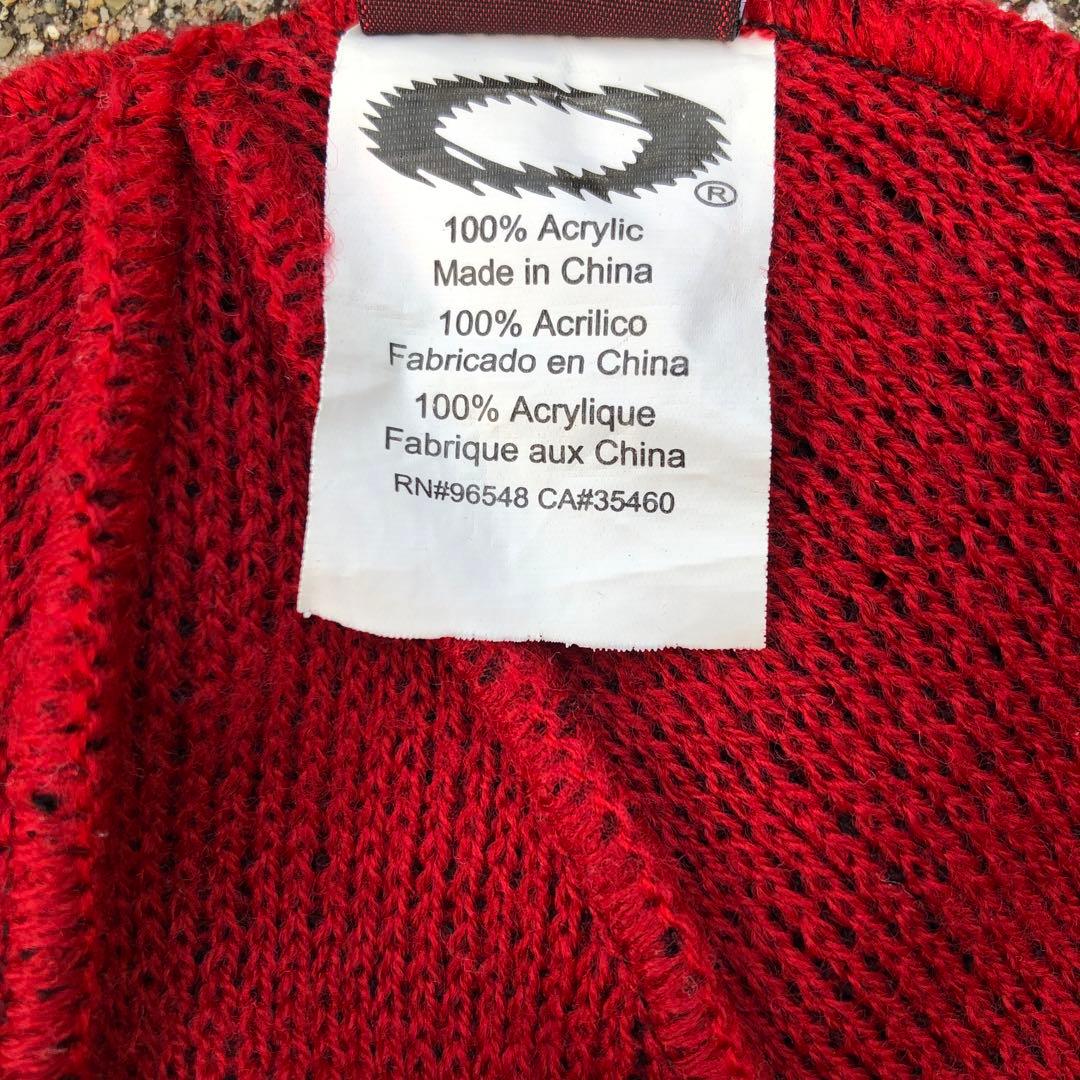 ®
100% Acrylic
Made in China
100% Acrilico
Fabricado en China
100% Acrylique
Fabrique aux China
RN#96548 CA#35460